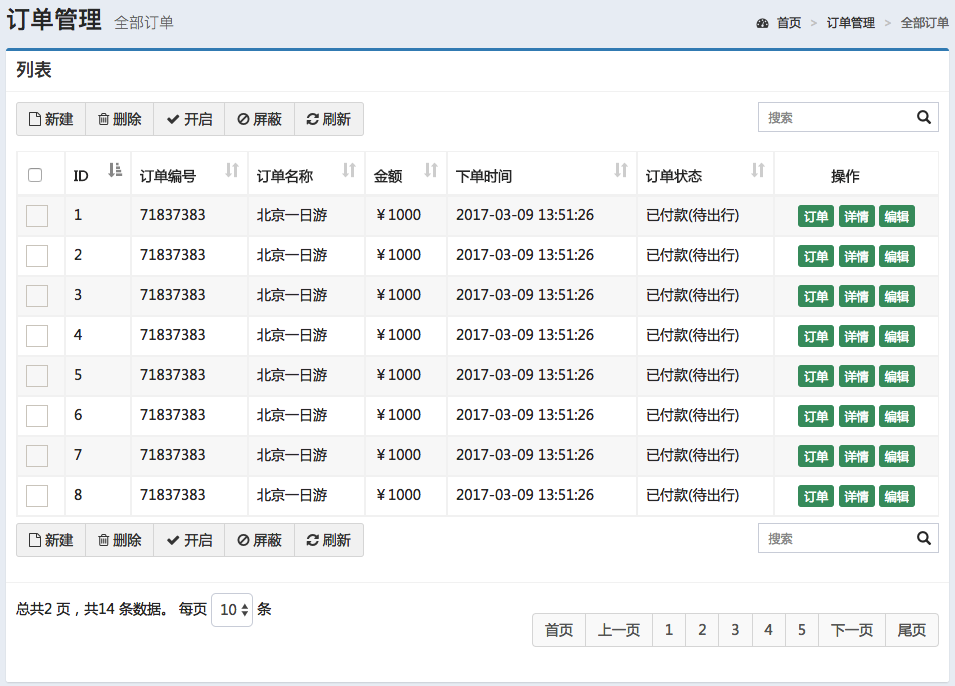 订单管理 全部订单 首页 > 订单管理 > 全部订单
列表
新建 删除 开启 屏蔽 刷新 搜索
ID 订单编号 订单名称 金额 下单时间 订单状态 操作
1 71837383 北京一日游 ¥1000 2017-03-09 13:51:26 已付款(待出行) 订单 详情 编辑
2 71837383 北京一日游 ¥1000 2017-03-09 13:51:26 已付款(待出行) 订单 详情 编辑
3 71837383 北京一日游 ¥1000 2017-03-09 13:51:26 已付款(待出行) 订单 详情 编辑
4 71837383 北京一日游 ¥1000 2017-03-09 13:51:26 已付款(待出行) 订单 详情 编辑
5 71837383 北京一日游 ¥1000 2017-03-09 13:51:26 已付款(待出行) 订单 详情 编辑
6 71837383 北京一日游 ¥1000 2017-03-09 13:51:26 已付款(待出行) 订单 详情 编辑
7 71837383 北京一日游 ¥1000 2017-03-09 13:51:26 已付款(待出行) 订单 详情 编辑
8 71837383 北京一日游 ¥1000 2017-03-09 13:51:26 已付款(待出行) 订单 详情 编辑
新建 删除 开启 屏蔽 刷新 搜索
总共2 页，共14 条数据。 每页 10 条
首页 上一页 1 2 3 4 5 下一页 尾页